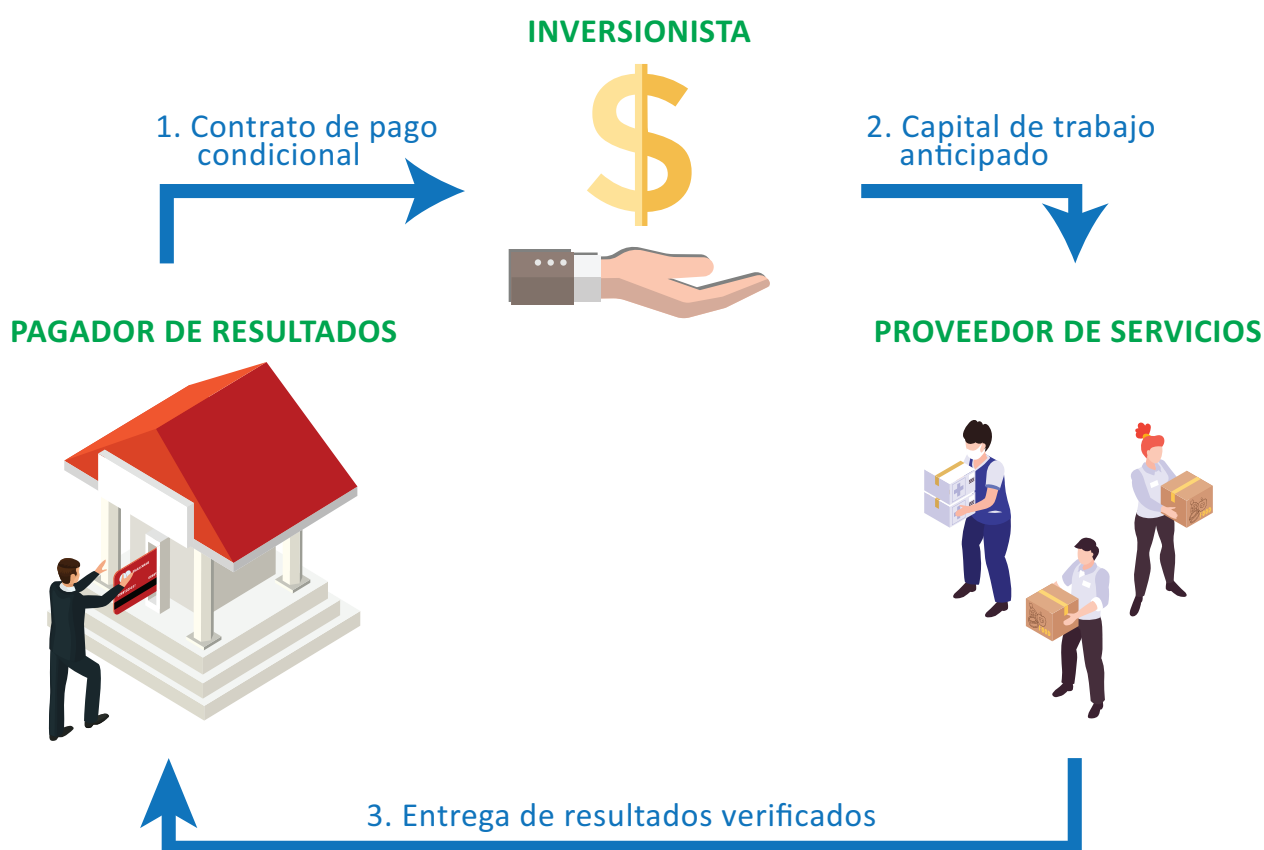 INVERSIONISTA
1. Contrato de pago
condicional
2. Capital de trabajo
anticipado
PAGADOR DE RESULTADOS
PROVEEDOR DE SERVICIOS
3. Entrega de resultados verificados